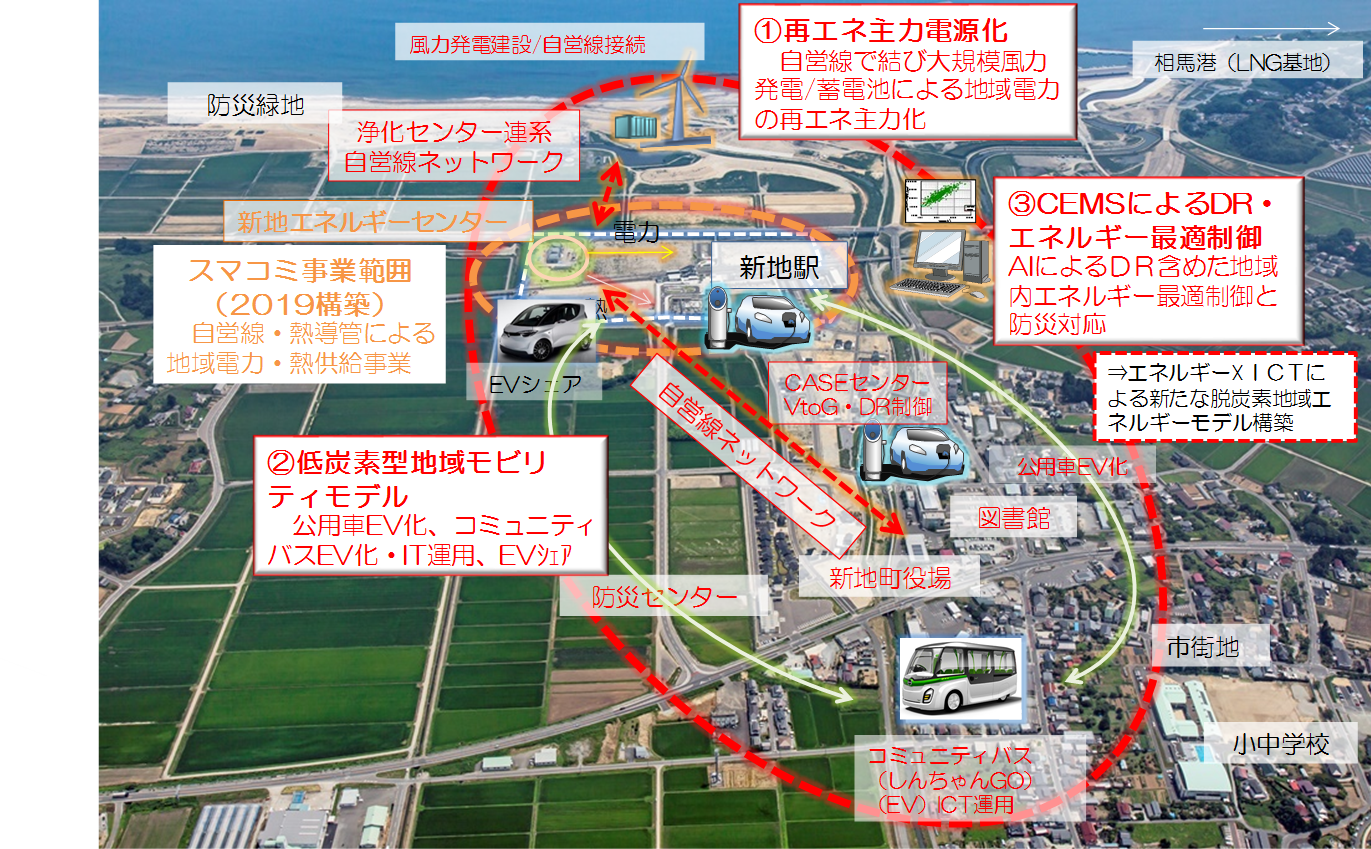 風力発電建設/自営線接続
①再エネ主力電源化
自営線で結び大規模風力
発電/蓄電池による地域電力
の再エネ主力化
相馬港（LNG基地）
防災緑地
浄化センター連系
自営線ネットワーク
新地エネルギーセンター
電力
新地駅
③CEMSによるDR・
エネルギー最適制御
AIによるＤＲ含めた地域
内エネルギー最適制御と
防災対応
スマコミ事業範囲
（2019構築）
自営線・熱導管による
地域電力・熱供給事業
熱
EVシェア
CASEセンター
VtoG・DR制御
⇒エネルギーXＩＣＴに
よる新たな脱炭素地域エ
ネルギーモデル構築
自営線ネットワーク
②低炭素型地域モビリ
ティモデル
公用車EV化、コミュニティ
バスEV化・IT運用、EVｼｪｱ
公用車EV化
図書館
新地町役場
防災センター
市街地
小中学校
コミュニティバス
（しんちゃんGO）
（EV）ICT運用